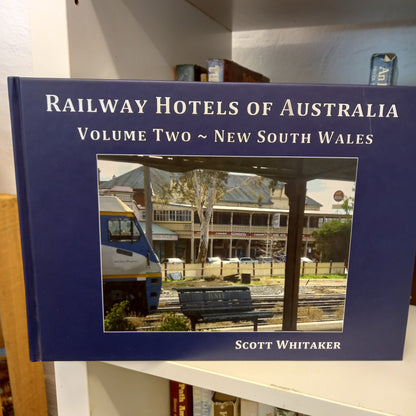 RAILWAY HOTELS OF AUSTRALIA
VOLUME TWO ~ NEW SOUTH WALES
SCOTT WHITAKER